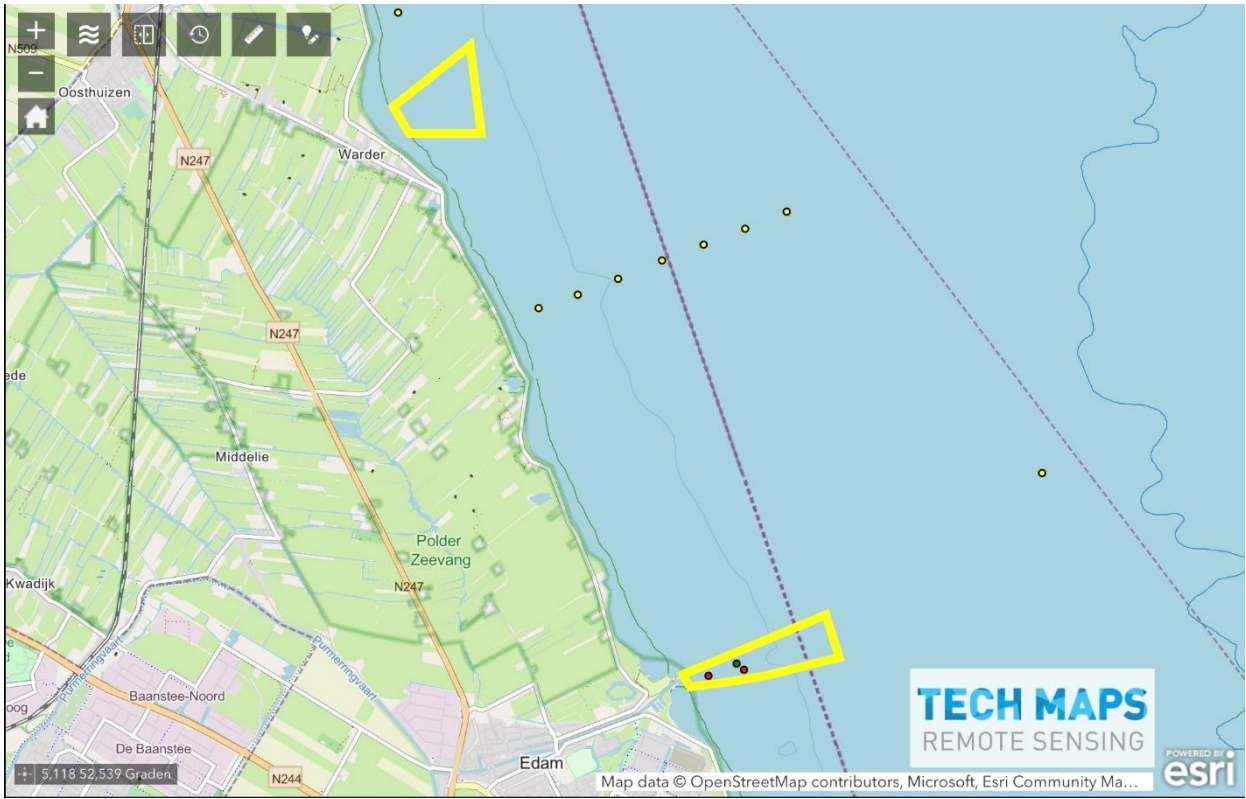 N509
Oosthuizen
N247
Warder
N247
ede
Middelie
Polder
Zeevang
N247
Kwadijk
Purmerringvaart
Purmerringvaart
Baanstee-Noord
oog
De Baanstee
Edam
N244
5,118 52,539 Graden
TECH MAPS
REMOTE SENSING
POWERED BY
esri
Map data © OpenStreetMap contributors, Microsoft, Esri Community Ma...